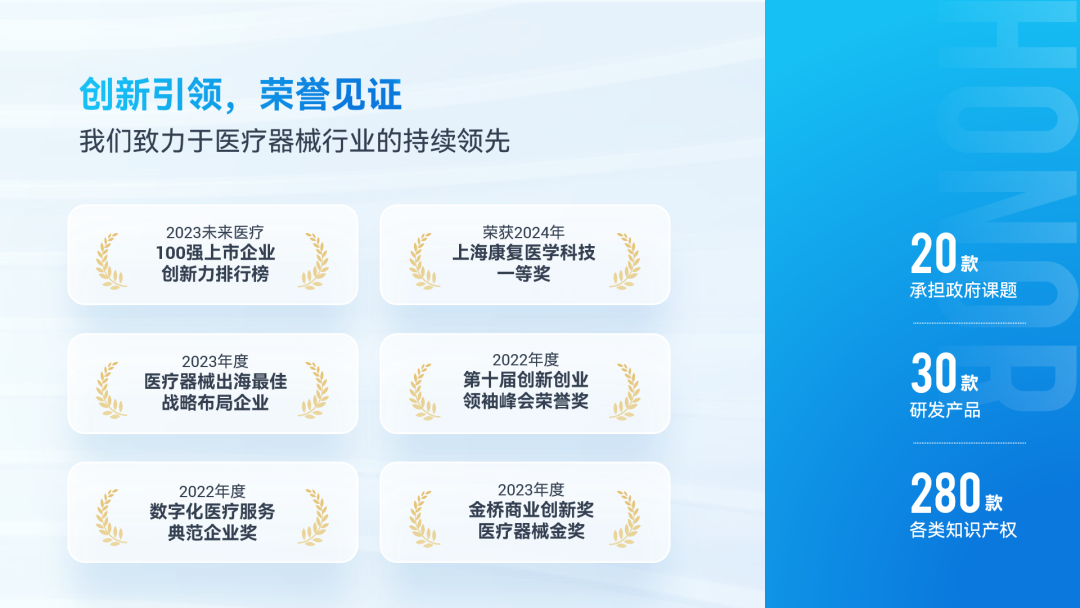 创新引领，荣誉见证
我们致力于医疗器械行业的持续领先
2023未来医疗
100强上市企业
创新力排行榜
荣获2024年
上海康复医学科技
一等奖
2023年度
医疗器械出海最佳
战略布局企业
2022年度
第十届创新创业
领袖峰会荣誉奖
2022年度
数字化医疗服务
典范企业奖
2023年度
金桥商业创新奖
医疗器械金奖
HONOR
20款
承担政府课题
30款
研发产品
280款
各类知识产权